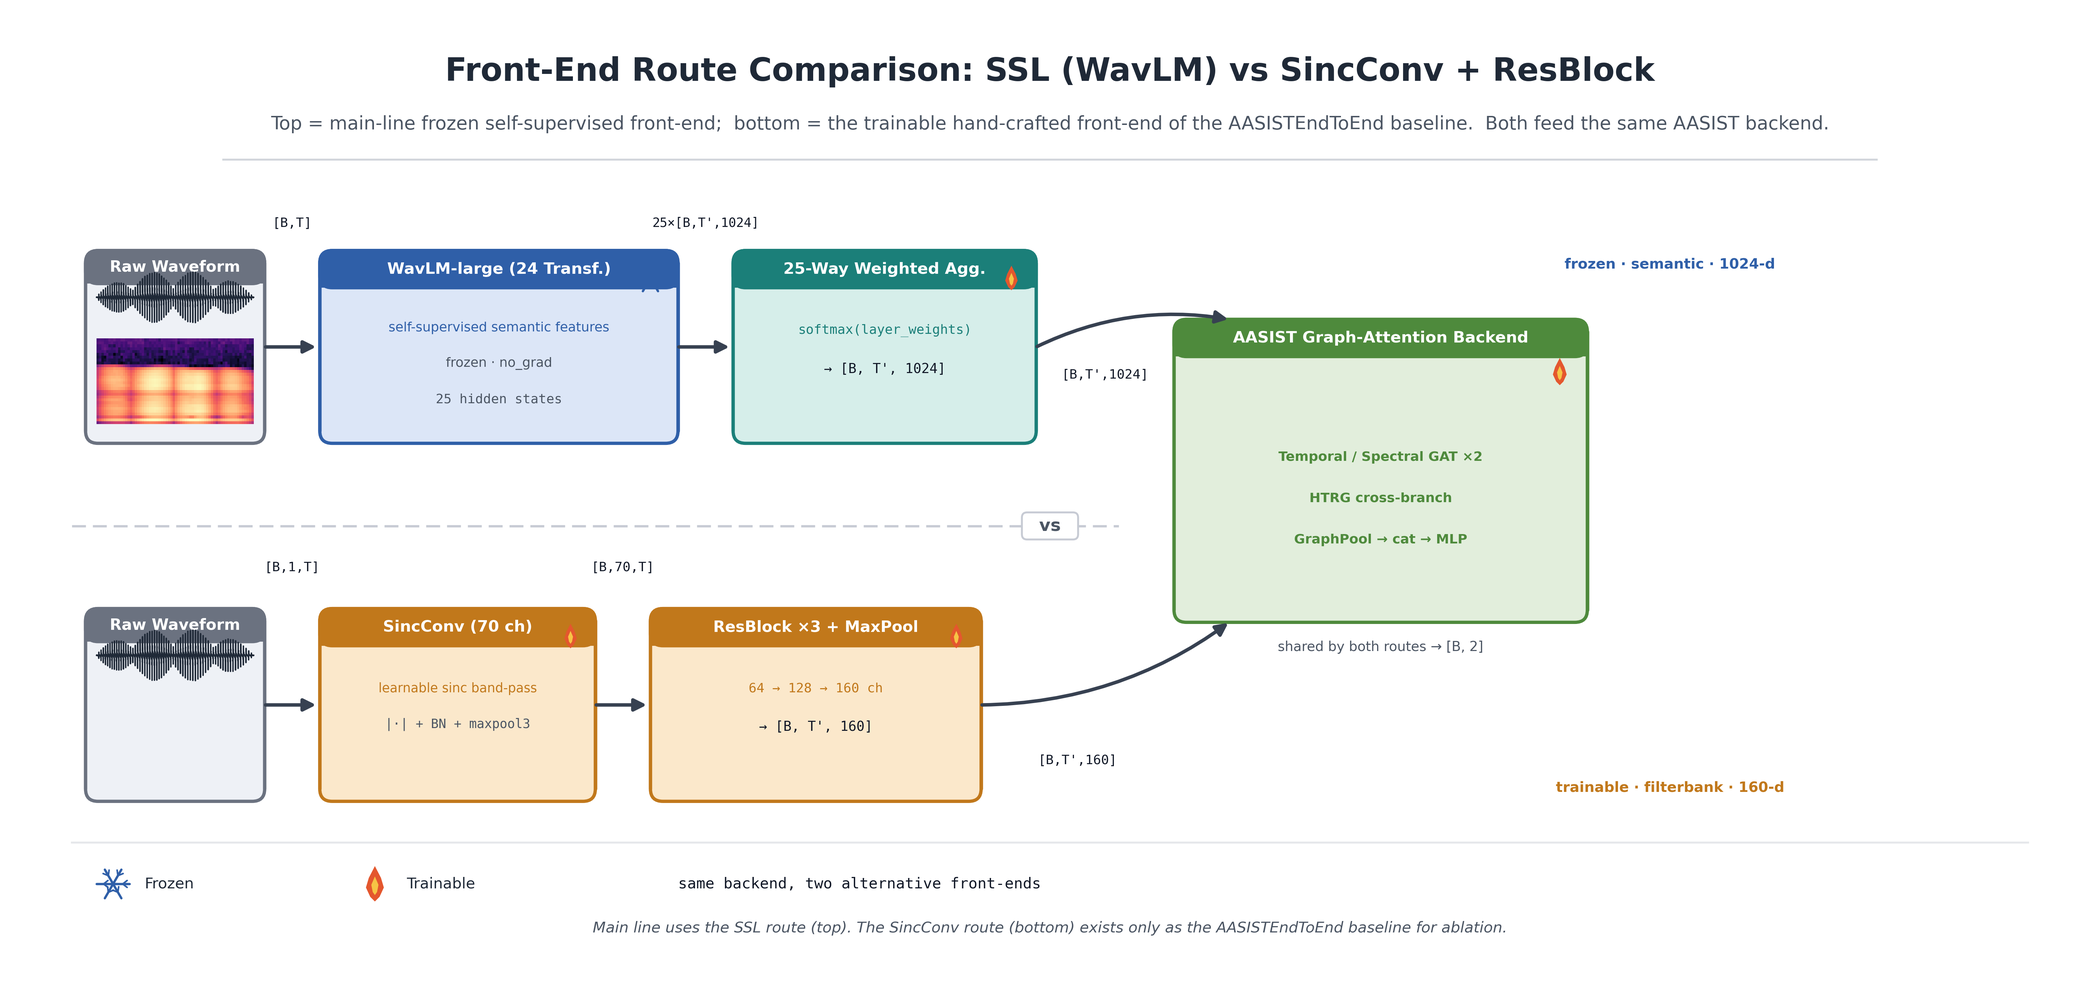 Front-End Route Comparison: SSL (WavLM) vs SincConv + ResBlock
Top = main-line frozen self-supervised front-end;  bottom = the trainable hand-crafted front-end of the AASISTEndToEnd baseline.  Both feed the same AASIST backend.
[B,T]
25×[B,T',1024]
Raw Waveform
WavLM-large (24 Transf.)
self-supervised semantic features
frozen · no_grad
25 hidden states
25-Way Weighted Agg.
softmax(layer_weights)
→ [B, T', 1024]
[B,T',1024]
frozen · semantic · 1024-d
AASIST Graph-Attention Backend
Temporal / Spectral GAT ×2
HTRG cross-branch
GraphPool → cat → MLP
shared by both routes → [B, 2]
vs
[B,1,T]
[B,70,T]
Raw Waveform
SincConv (70 ch)
learnable sinc band-pass
|·| + BN + maxpool3
ResBlock ×3 + MaxPool
64 → 128 → 160 ch
→ [B, T', 160]
[B,T',160]
trainable · filterbank · 160-d
Frozen
Trainable
same backend, two alternative front-ends
Main line uses the SSL route (top). The SincConv route (bottom) exists only as the AASISTEndToEnd baseline for ablation.